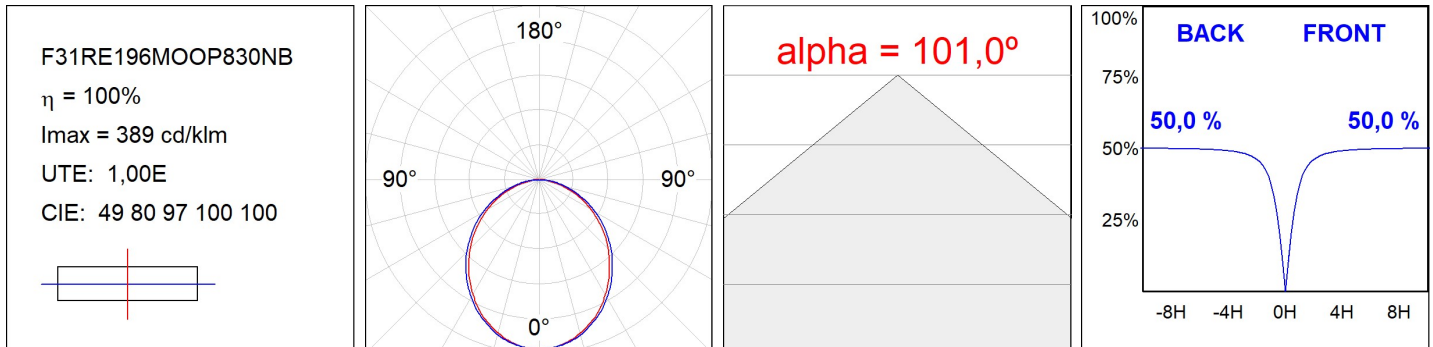 F31RE196MOOP830NB
η = 100%
Imax = 389 cd/klm
UTE: 1,00E
CIE: 49 80 97 100 100
180°
90° 90°
0°
alpha = 101,0º
100%
BACK FRONT
75%
50,0 % 50,0 %
50%
25%
-8H -4H 0H 4H 8H